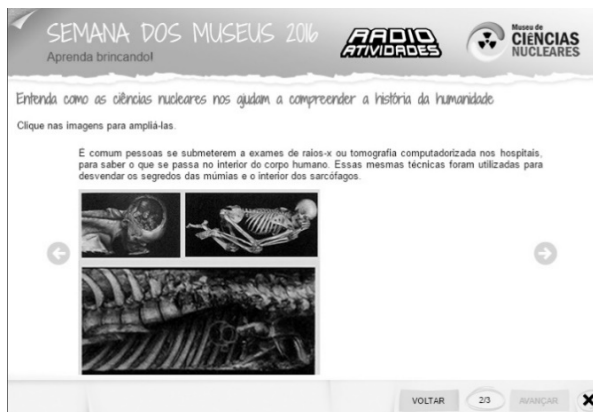 SEMANA DOS MUSEUS 2016
Aprenda brincando!
RADIO
ATIVIDADES
Museu de
CIÊNCIAS
NUCLEARES
Entenda como as ciências nucleares nos ajudam a compreender a história da humanidade
Clique nas imagens para ampliá-las.
É comum pessoas se submeterem a exames de raios-x ou tomografia computadorizada nos hospitais,
para saber o que se passa no interior do corpo humano. Essas mesmas técnicas foram utilizadas para
desvendar os segredos das múmias e o interior dos sarcófagos.
VOLTAR 2/3 AVANÇAR